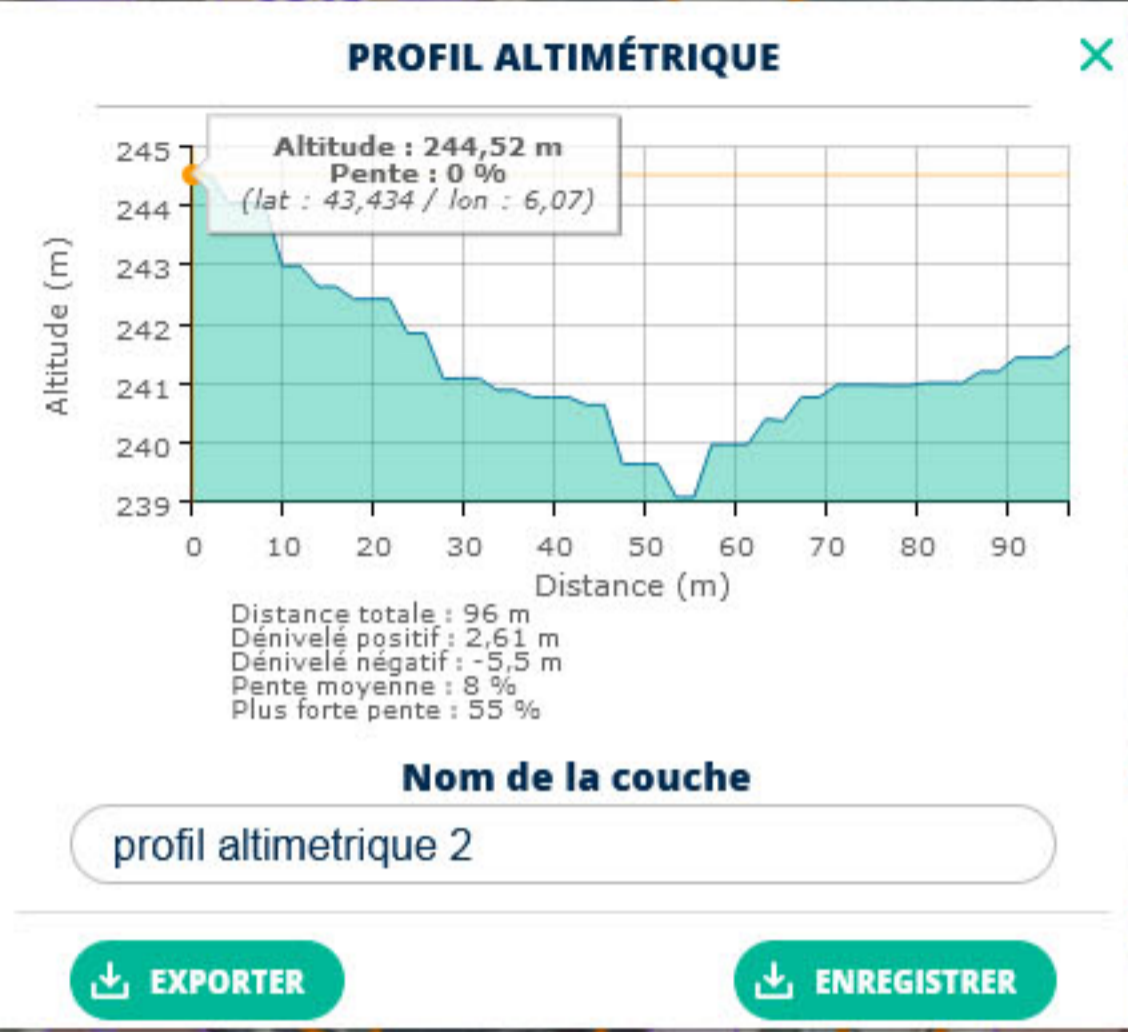 PROFIL ALTIMÉTRIQUE
Altitude : 244,52 m
Pente : 0 %
(lat : 43,434 / lon : 6,07)
245
244
243
242
241
240
239
Altitude (m)
0 10 20 30 40 50 60 70 80 90
Distance (m)
Distance totale : 96 m
Dénivelé positif : 2,61 m
Dénivelé négatif : -5,5 m
Pente moyenne : 8 %
Plus forte pente : 55 %
Nom de la couche
profil altimetrique 2
EXPORTER
ENREGISTRER